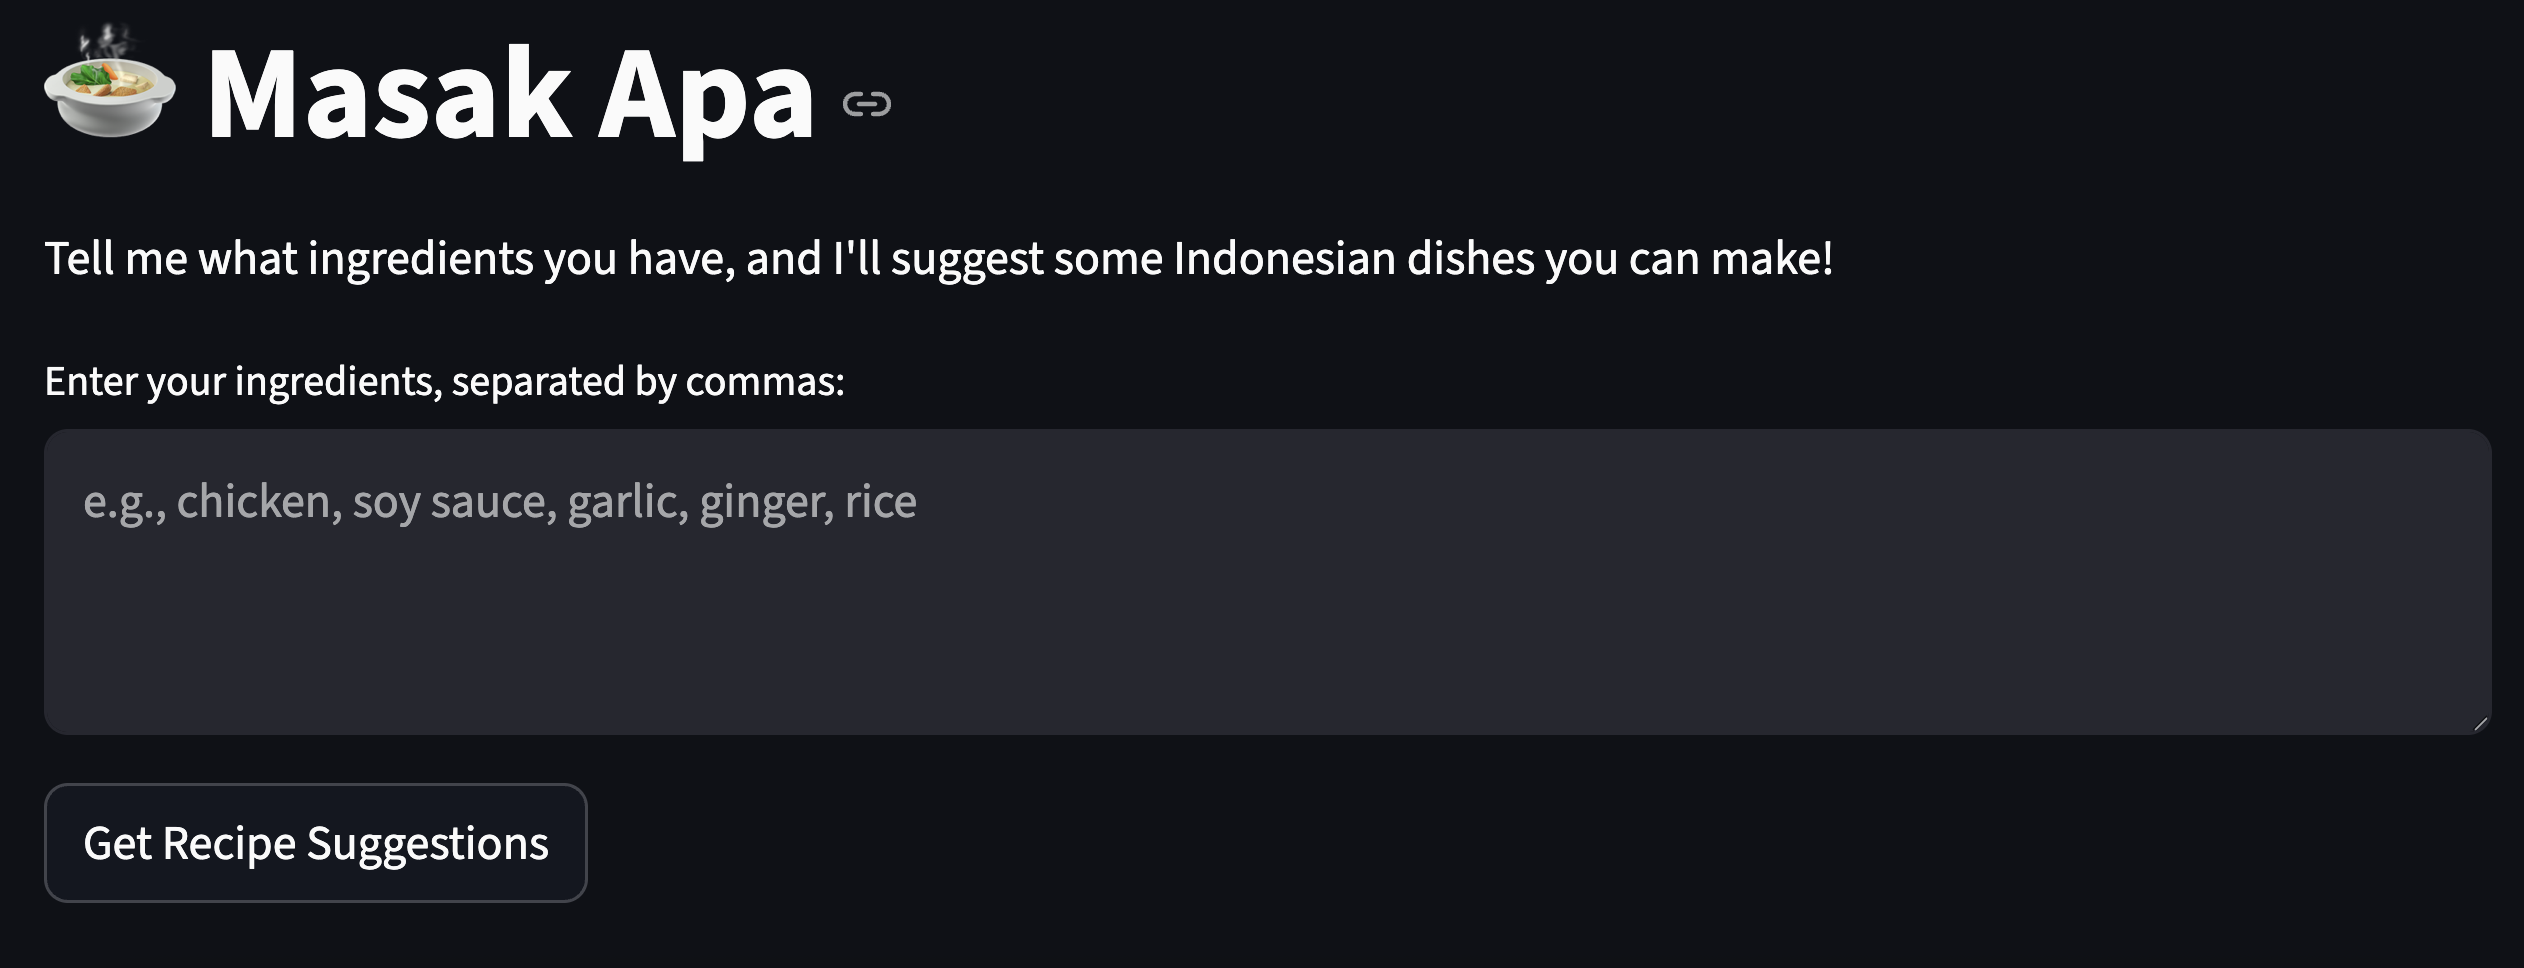 Masak Apa
Tell me what ingredients you have, and I'll suggest some Indonesian dishes you can make!
Enter your ingredients, separated by commas:
e.g., chicken, soy sauce, garlic, ginger, rice
Get Recipe Suggestions